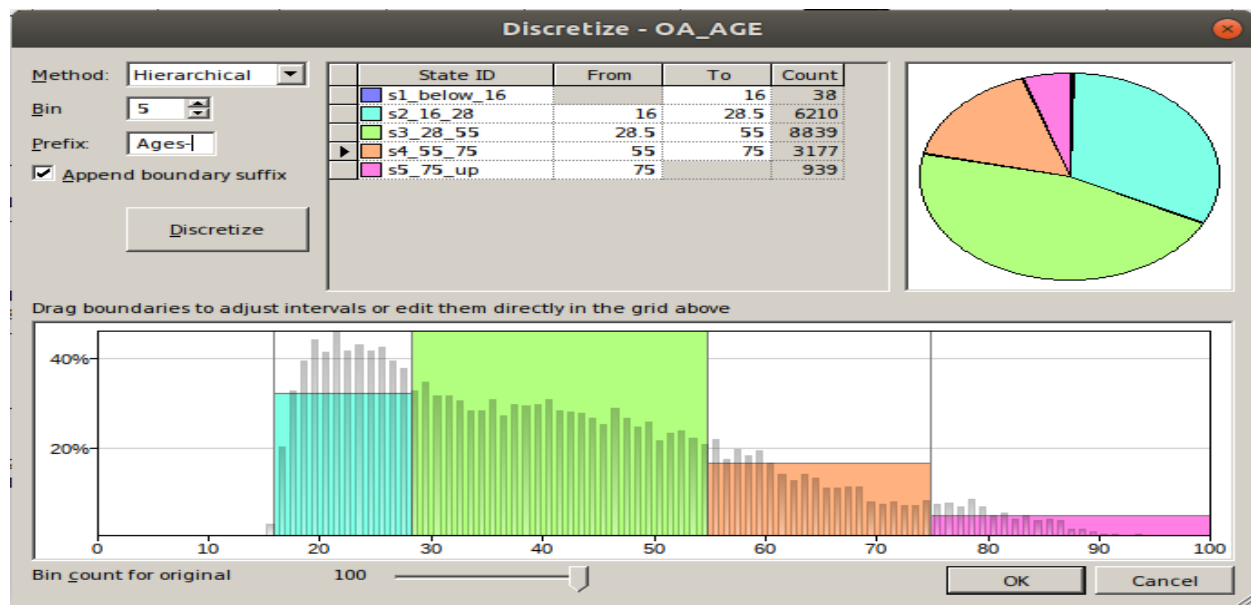 Discretize - OA_AGE
Method: Hierarchical
Bin 5
Prefix: Ages-
Append boundary suffix
Discretize
State ID From To Count
s1_below_16 16 38
s2_16_28 16 28.5 6210
s3_28_55 28.5 55 8839
s4_55_75 55 75 3177
s5_75_up 75 939
Drag boundaries to adjust intervals or edit them directly in the grid above
40%
20%
0 10 20 30 40 50 60 70 80 90 100
Bin count for original 100
OK Cancel